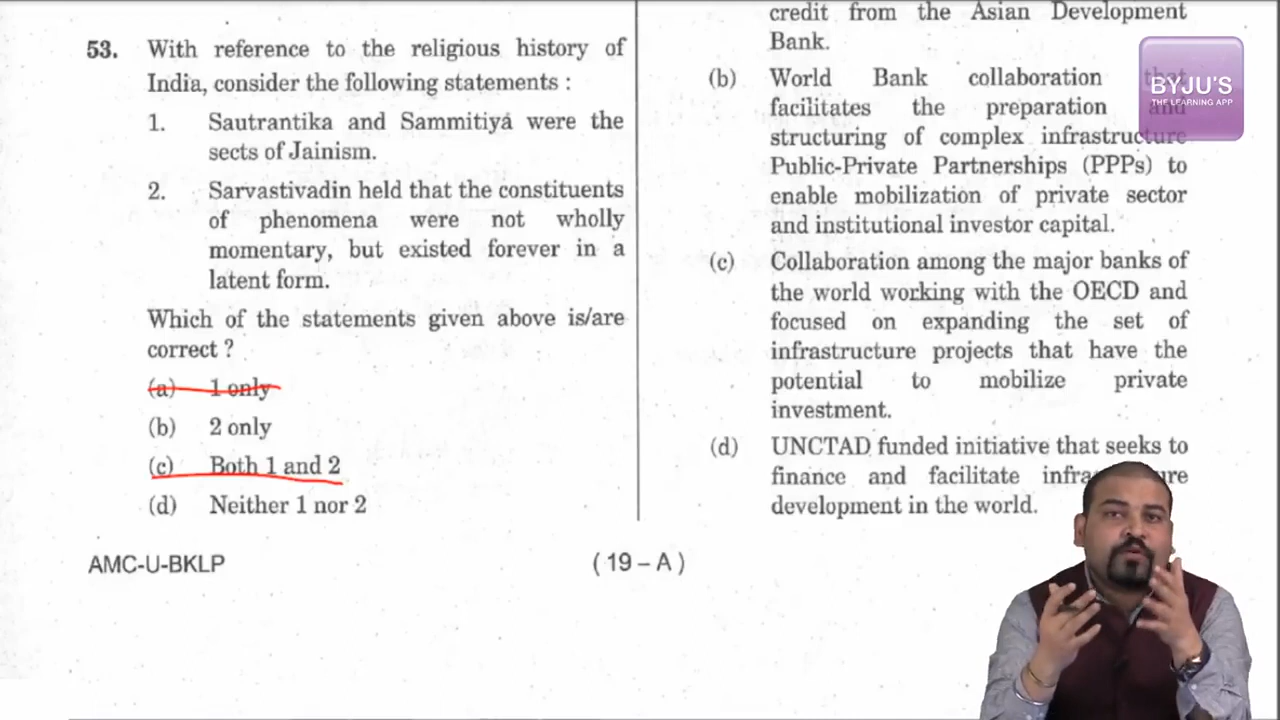 53. With reference to the religious history of
India, consider the following statements :
1. Sautrantika and Sammitiya were the
sects of Jainism.
2. Sarvastivadin held that the constituents
of phenomena were not wholly
momentary, but existed forever in a
latent form.
Which of the statements given above is/are
correct ?
(a) 1 only
(b) 2 only
(c) Both 1 and 2
(d) Neither 1 nor 2
credit from the Asian Development
Bank.
(b) World Bank collaboration that
facilitates the preparation and
structuring of complex infrastructure
Public-Private Partnerships (PPPs) to
enable mobilization of private sector
and institutional investor capital.
(c) Collaboration among the major banks of
the world working with the OECD and
focused on expanding the set of
infrastructure projects that have the
potential to mobilize private
investment.
(d) UNCTAD funded initiative that seeks to
finance and facilitate infra re
development in the world.
AMC-U-BKLP
( 19 – A )
BYJU'S
THE LEARNING APP